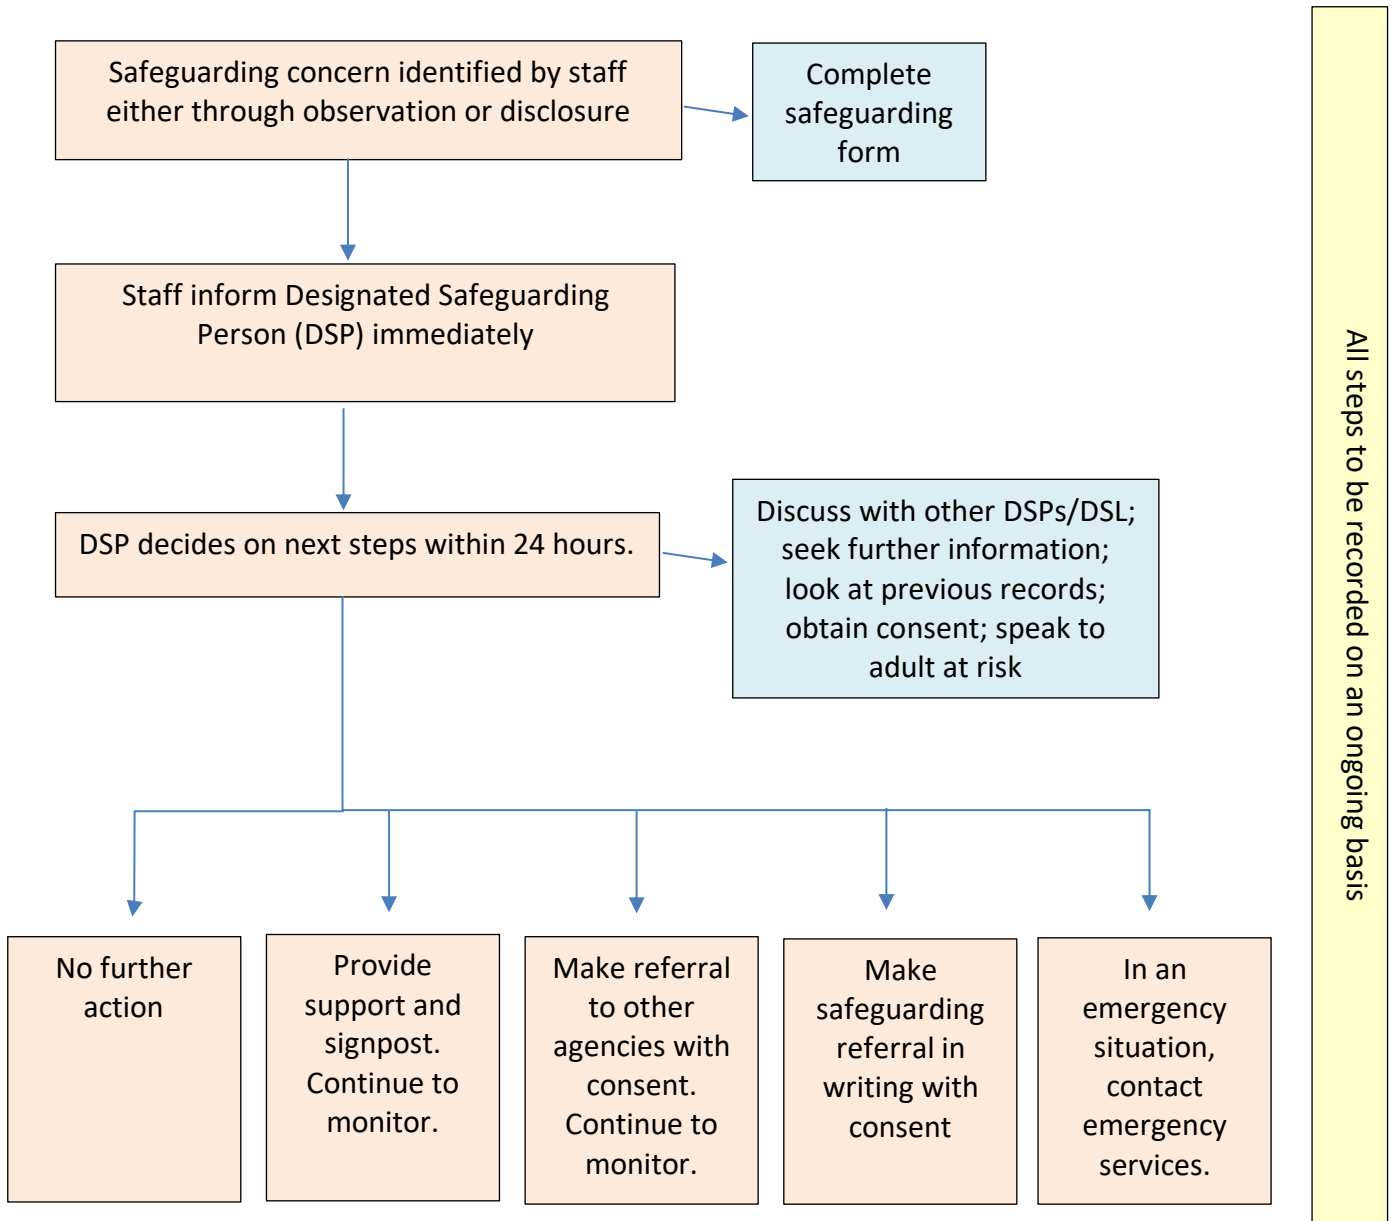 Safeguarding concern identified by staff
either through observation or disclosure
Complete
safeguarding
form
Staff inform Designated Safeguarding
Person (DSP) immediately
DSP decides on next steps within 24 hours.
Discuss with other DSPs/DSL;
seek further information;
look at previous records;
obtain consent; speak to
adult at risk
No further
action
Provide
support and
signpost.
Continue to
monitor.
Make referral
to other
agencies with
consent.
Continue to
monitor.
Make
safeguarding
referral in
writing with
consent
In an
emergency
situation,
contact
emergency
services.
All steps to be recorded on an ongoing basis